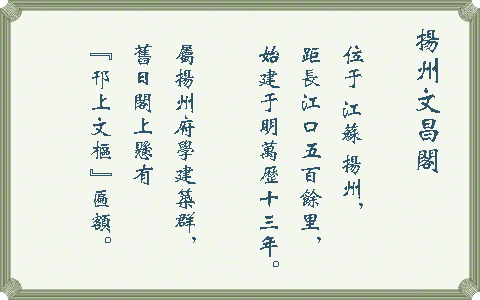 揚州文昌閣
位于江蘇揚州，
距長江口五百餘里，
始建于明萬歷十三年。
屬揚州府學建築群，
舊日閣上懸有
『邗上文樞』匾額。